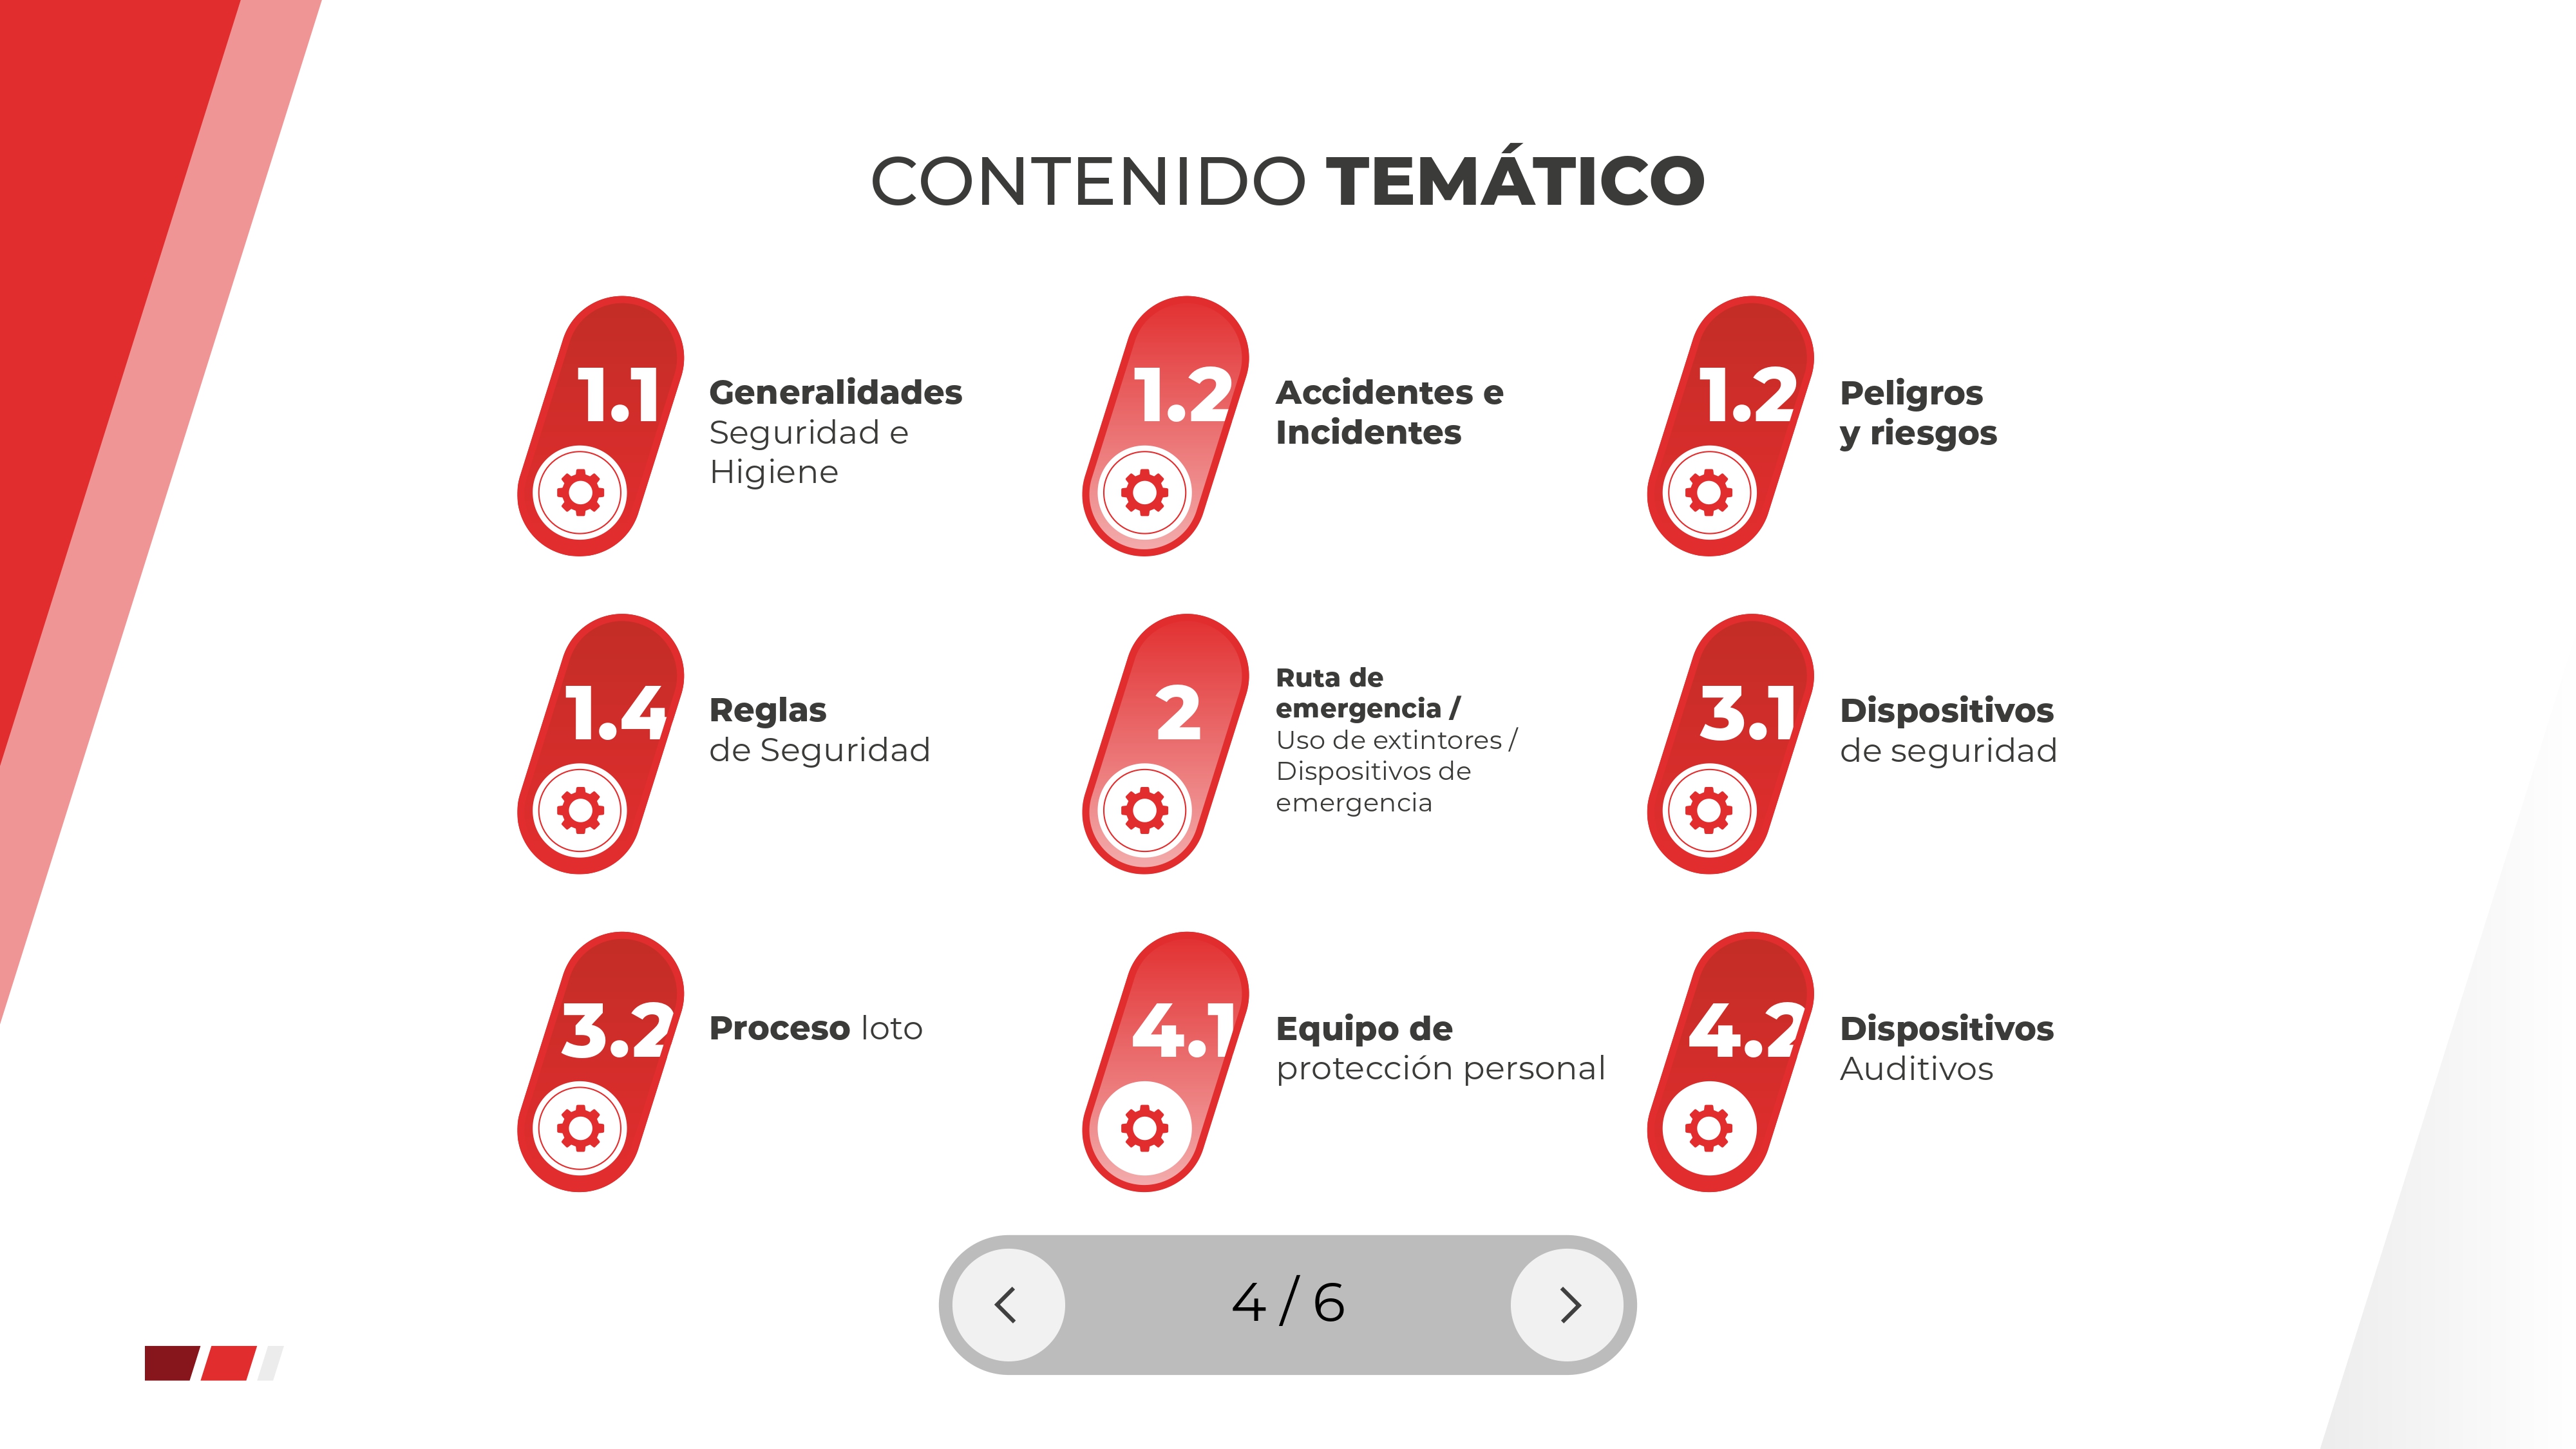 CONTENIDO TEMÁTICO
1.1
Generalidades
Seguridad e
Higiene
1.2
Accidentes e
Incidentes
1.2
Peligros
y riesgos
1.4
Reglas
de Seguridad
2
Ruta de
emergencia /
Uso de extintores /
Dispositivos de
emergencia
3.1
Dispositivos
de seguridad
3.2
Proceso loto
4.1
Equipo de
protección personal
4.2
Dispositivos
Auditivos
4 / 6